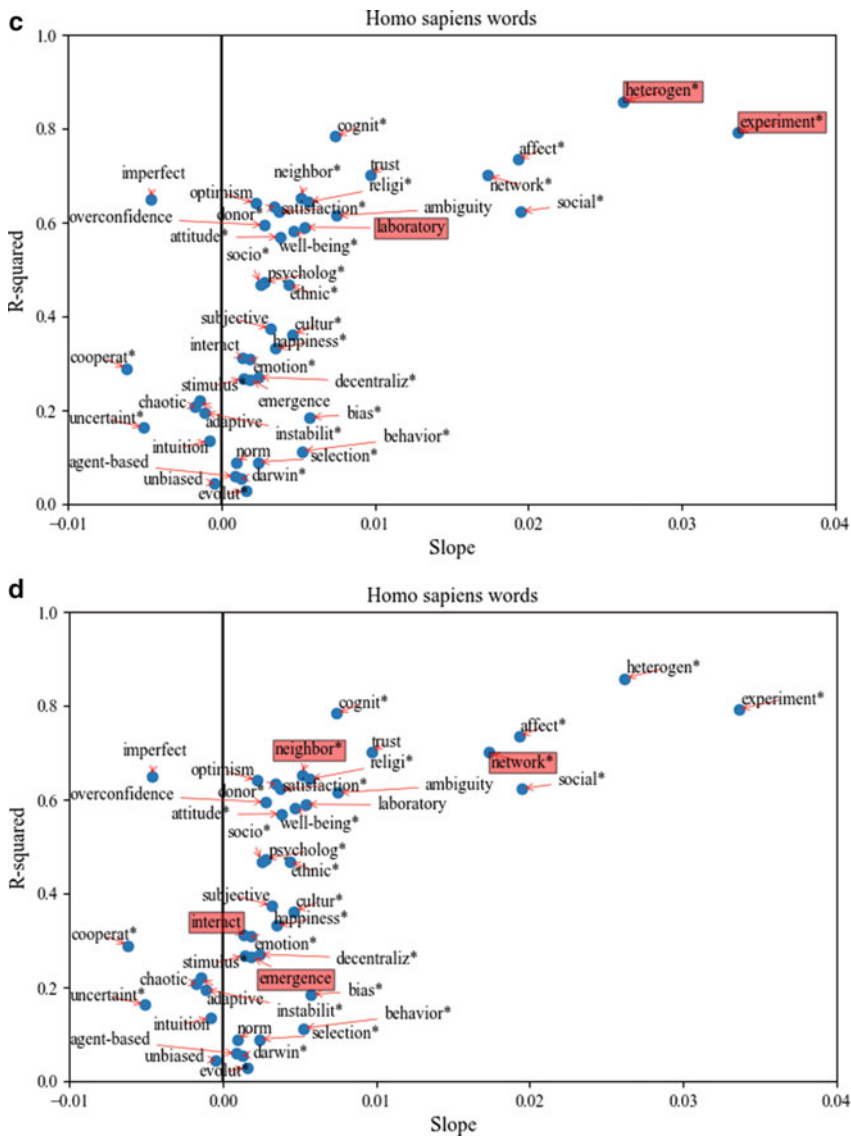 c
Homo sapiens words
1.0
heterogen*
experiment*
0.8
cognit*
affect*
neighbor*
trust
imperfect
optimism
religi*
network*
social*
donor*
satisfaction*
ambiguity
0.6
overconfidence
laboratory
attitude*
well-being*
socio*
R-squared
psycholog*
ethnic*
0.4
subjective
cultur*
interact
happiness*
cooperat*
emotion*
stimulus*
decentraliz*
chaotic
emergence
0.2
uncertaint*
adaptive
bias*
instabilit*
behavior*
intuition
norm
agent-based
selection*
unbiased
darwin*
evolut*
0.0
-0.01 0.00 0.01 0.02 0.03 0.04
Slope
d
Homo sapiens words
1.0
heterogen*
experiment*
0.8
cognit*
affect*
neighbor*
trust
imperfect
optimism
religi*
network*
social*
donor*
satisfaction*
ambiguity
0.6
overconfidence
laboratory
attitude*
well-being*
socio*
R-squared
psycholog*
ethnic*
0.4
subjective
cultur*
interact
happiness*
cooperat*
emotion*
stimulus*
decentraliz*
chaotic
emergence
0.2
uncertaint*
adaptive
bias*
instabilit*
behavior*
intuition
norm
agent-based
selection*
unbiased
darwin*
evolut*
0.0
-0.01 0.00 0.01 0.02 0.03 0.04
Slope